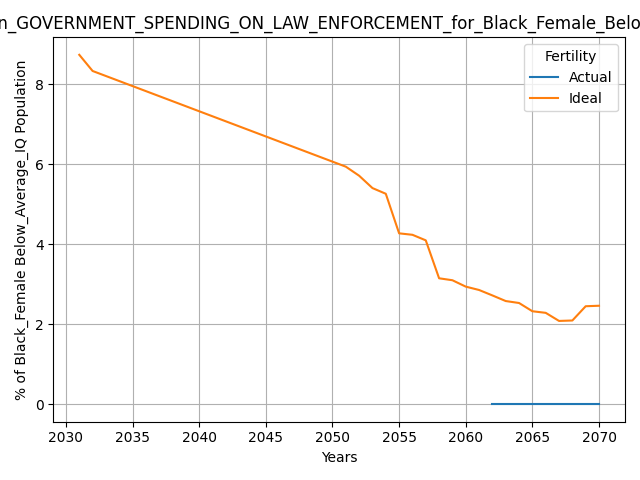 n_GOVERNMENT_SPENDING_ON_LAW_ENFORCEMENT_for_Black_Female_Belo
% of Black_Female Below_Average_IQ Population
Fertility
Actual
Ideal
8
6
4
2
0
2030 2035 2040 2045 2050 2055 2060 2065 2070
Years